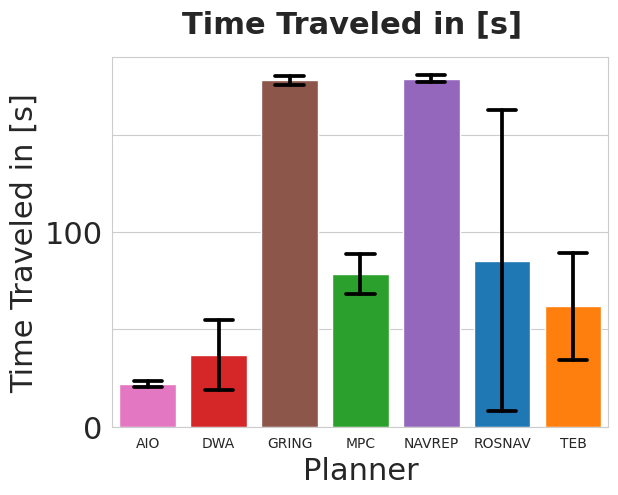 Time Traveled in [s]
Time Traveled in [s]
100
0
AIO DWA GRING MPC NAVREP ROSNAV TEB
Planner